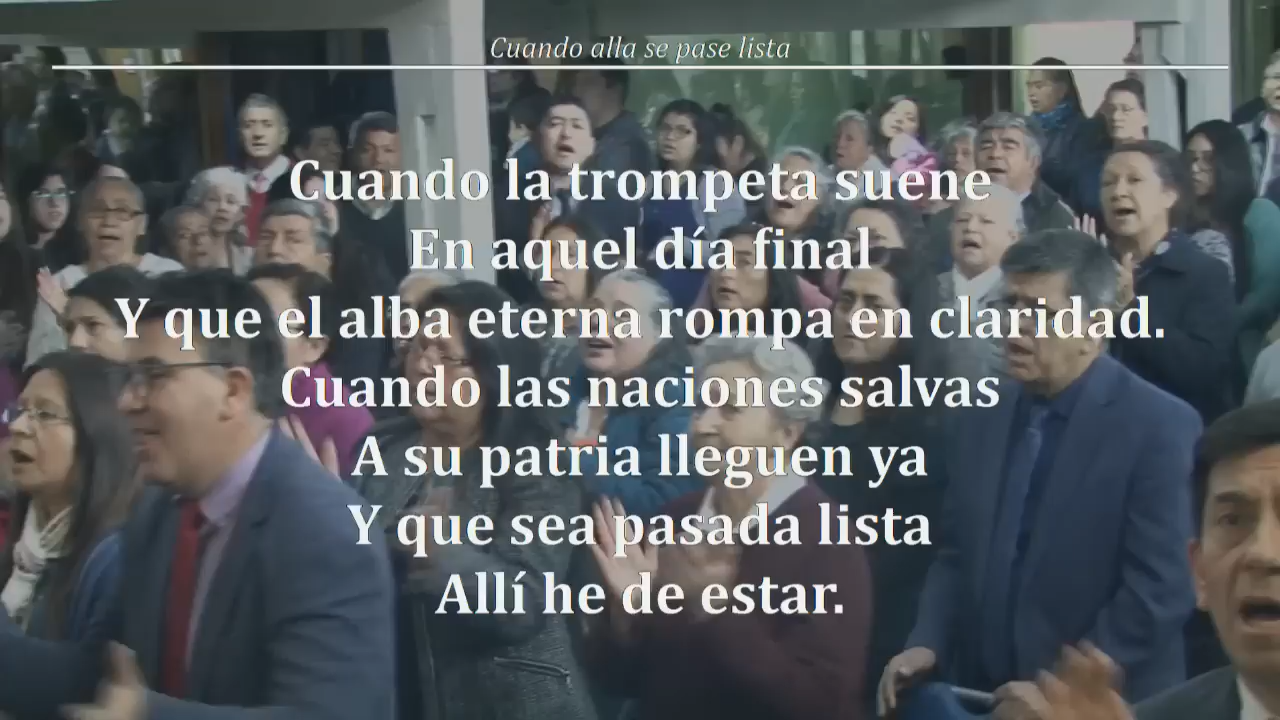 Cuando alla se pase lista
Cuando la trompeta suene
En aquel día final
Y que el alba eterna rompa en claridad.
Cuando las naciones salvas
A su patria lleguen ya
Y que sea pasada lista
Allí he de estar.